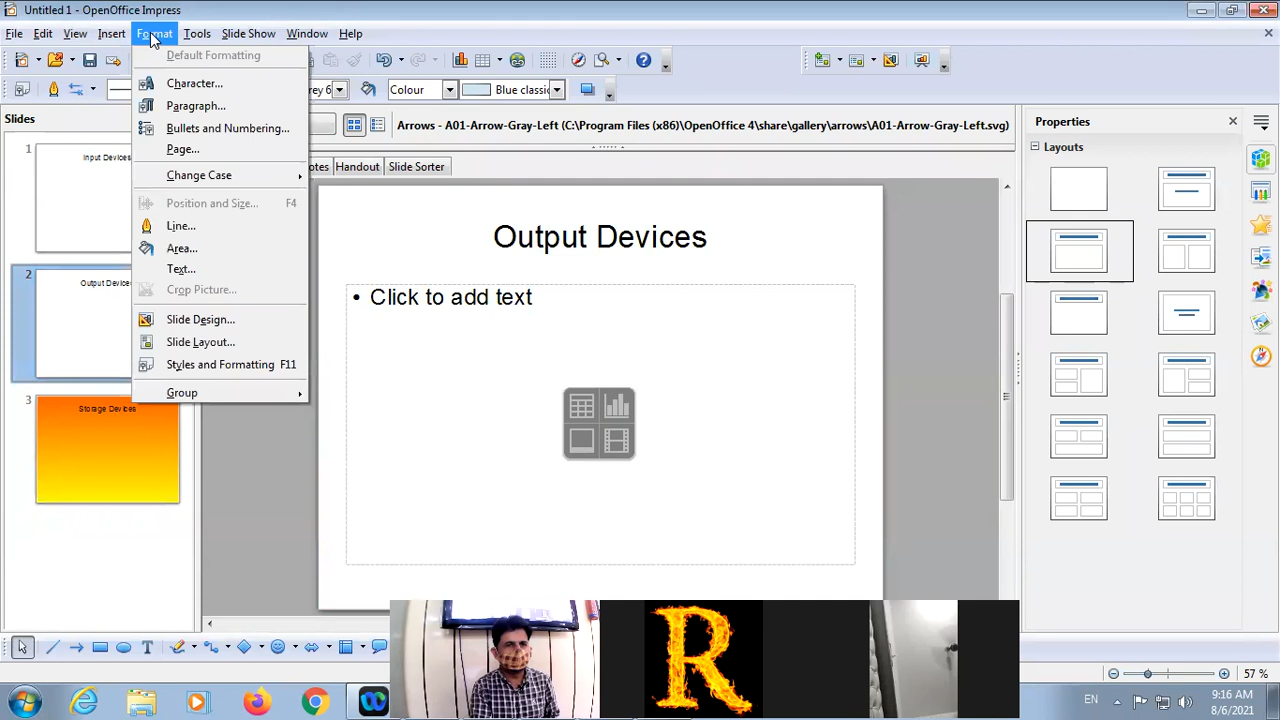 Untitled 1 - OpenOffice Impress
File Edit View Insert Format Tools Slide Show Window Help
Default Formatting
Character...
Paragraph...
Bullets and Numbering...
Page...
Change Case
Position and Size... F4
Line...
Area...
Text...
Crop Picture...
Slide Design...
Slide Layout...
Styles and Formatting F11
Group
Colour
Blue classic
Arrows - A01-Arrow-Gray-Left (C:\Program Files (x86)\OpenOffice 4\share\gallery\arrows\A01-Arrow-Gray-Left.svg)
Handout
Slide Sorter
Slides
1
Input Devices
2
Output Devices
3
Storage Devices
Output Devices
• Click to add text
Properties
Layouts
R
57 %
EN
9:16 AM
8/6/2021